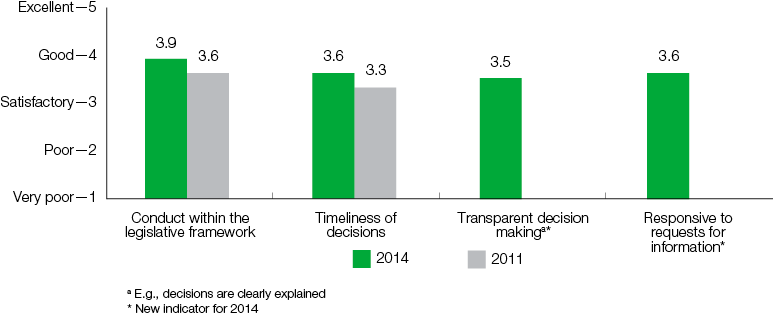 Excellent—5
Good—4
Satisfactory—3
Poor—2
Very poor—1
3.9
3.6
3.6
3.3
3.5
3.6
Conduct within the
legislative framework
Timeliness of
decisions
Transparent decision
makingᵃ*
Responsive to
requests for
information*
2014
2011
ᵃ E.g., decisions are clearly explained
* New indicator for 2014